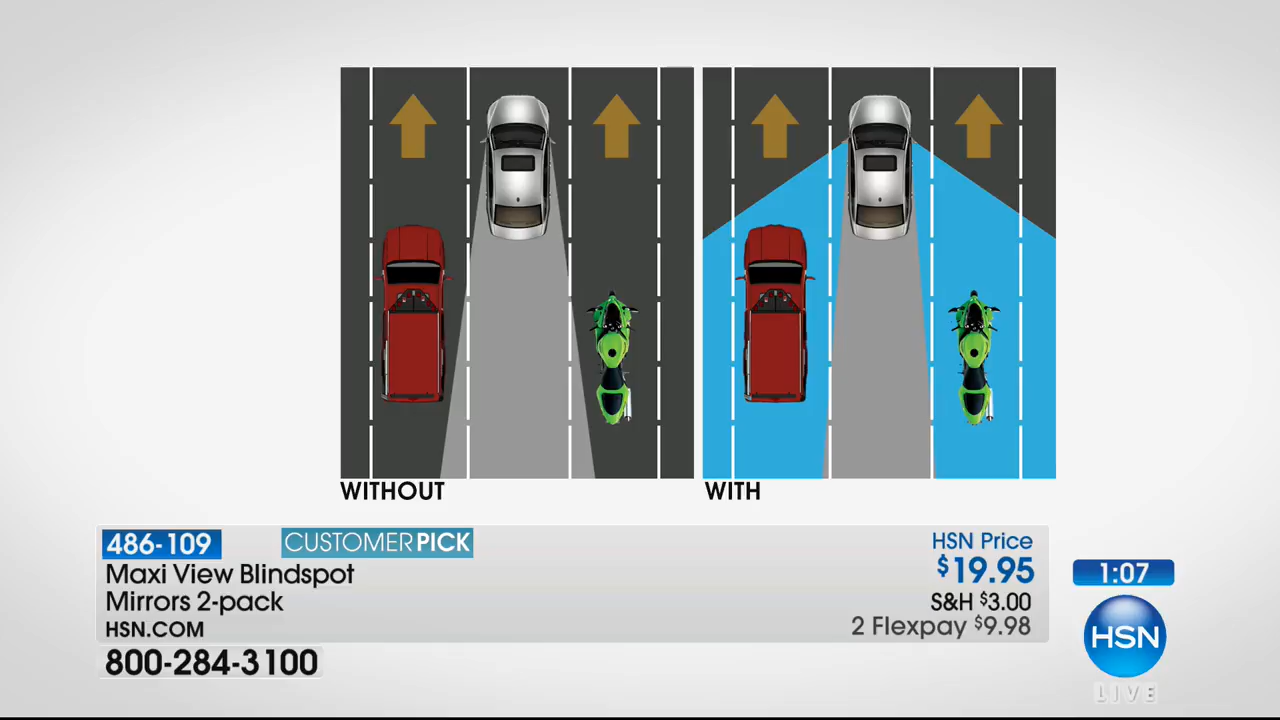 WITHOUT
WITH
486-109
CUSTOMERPICK
Maxi View Blindspot
Mirrors 2-pack
HSN.COM
800-284-3100
HSN Price
$19.95
S&H $3.00
2 Flexpay $9.98
1:07
HSN
LIVE